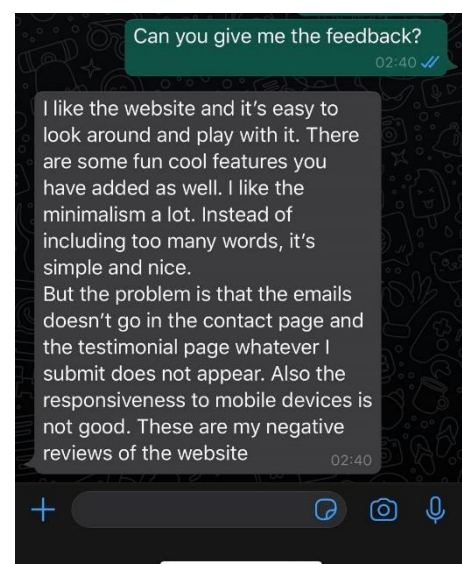 Can you give me the feedback?
02:40
I like the website and it's easy to
look around and play with it. There
are some fun cool features you
have added as well. I like the
minimalism a lot. Instead of
including too many words, it's
simple and nice.
But the problem is that the emails
doesn't go in the contact page and
the testimonial page whatever I
submit does not appear. Also the
responsiveness to mobile devices is
not good. These are my negative
reviews of the website
02:40